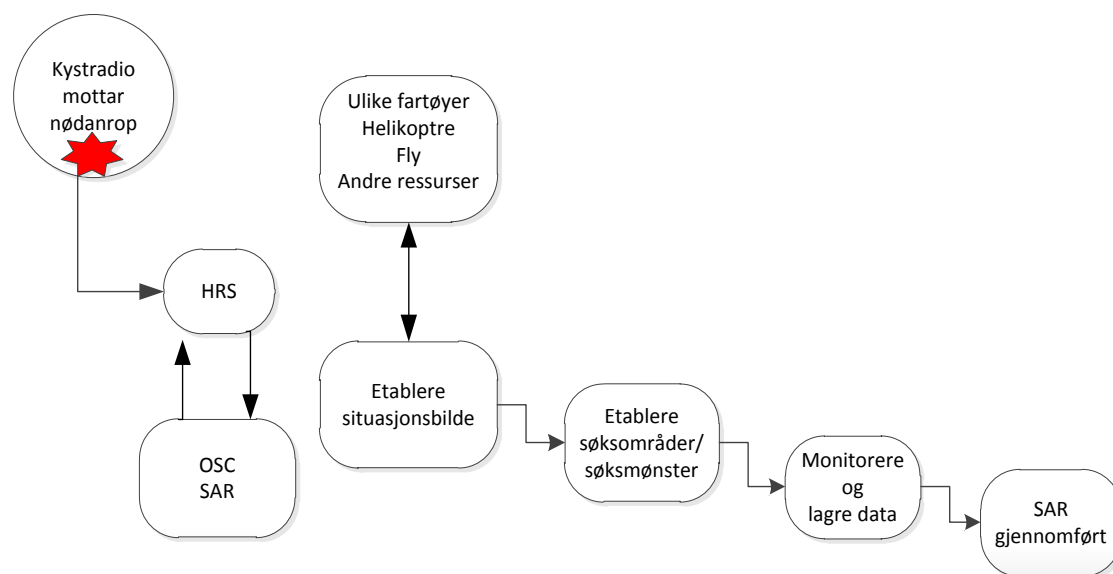 Kystradio
mottar
nødanrop
Ulike fartøyer
Helikoptre
Fly
Andre ressurser
HRS
OSC
SAR
Etablere
situasjonsbilde
Etablere
søksområder/
søksmønster
Monitorere
og
lagre data
SAR
gjennomført